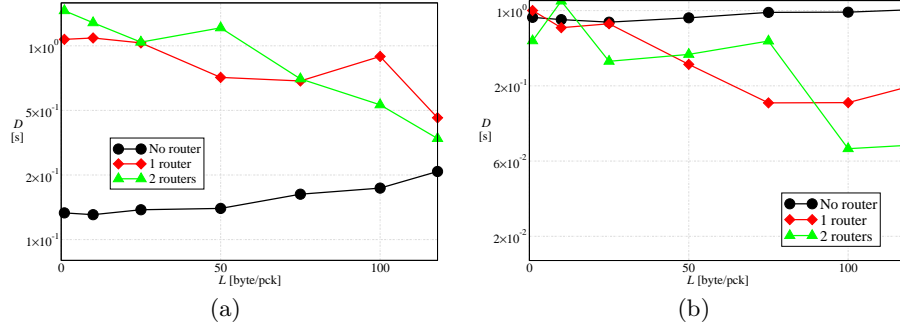 1×10⁰
5×10⁻¹
2×10⁻¹
1×10⁻¹
D
[s]
No router
1 router
2 routers
0
50
100
L [byte/pck]
(a)
1×10⁰
2×10⁻¹
6×10⁻²
2×10⁻²
D
[s]
No router
1 router
2 routers
0
50
100
L [byte/pck]
(b)